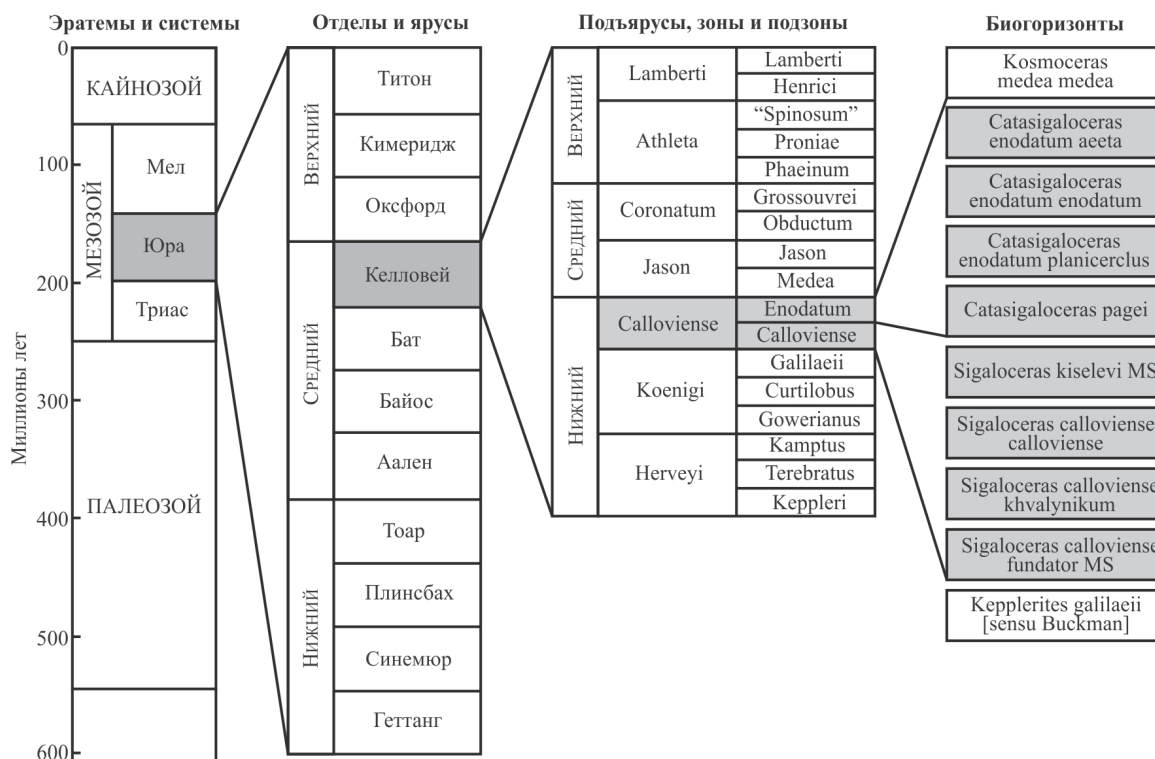 Эратемы и системы
Отделы и ярусы
Подъярусы, зоны и подзоны
Биогоризонты
Миллионы лет
0
100
200
300
400
500
600
КАЙНОЗОЙ
МЕЗОЗОЙ
Мел
Юра
Триас
ПАЛЕОЗОЙ
ВЕРХНИЙ
Титон
Кимеридж
Оксфорд
СРЕДНИЙ
Келловей
Бат
Байос
Аален
НИЖНИЙ
Тоар
Плинсбах
Синемюр
Геттанг
ВЕРХНИЙ
Lamberti
Lamberti
Henrici
Athleta
“Spinosum”
Proniae
Phaeinum
СРЕДНИЙ
Coronatum
Grossouvrei
Obductum
Jason
Jason
Medea
НИЖНИЙ
Calloviense
Enodatum
Calloviense
Koenigi
Galilaeii
Curtilobus
Gowerianus
Herveyi
Kamptus
Terebratus
Keppleri
Kosmoceras
medea medea
Catasigaloceras
enodatum aeeta
Catasigaloceras
enodatum enodatum
Catasigaloceras
enodatum planicerclus
Catasigaloceras pagei
Sigaloceras kiselevi MS
Sigaloceras calloviense
calloviense
Sigaloceras calloviense
khvalynikum
Sigaloceras calloviense
fundator MS
Kepplerites galilaeii
[sensu Buckman]